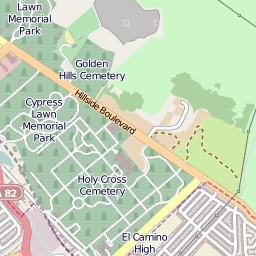 Lawn
Memorial
Park
Golden
Hills Cemetery
Hillside Boulevard
Cypress
Lawn
Memorial
Park
Holy Cross
Cemetery
A 82
El Camino
High